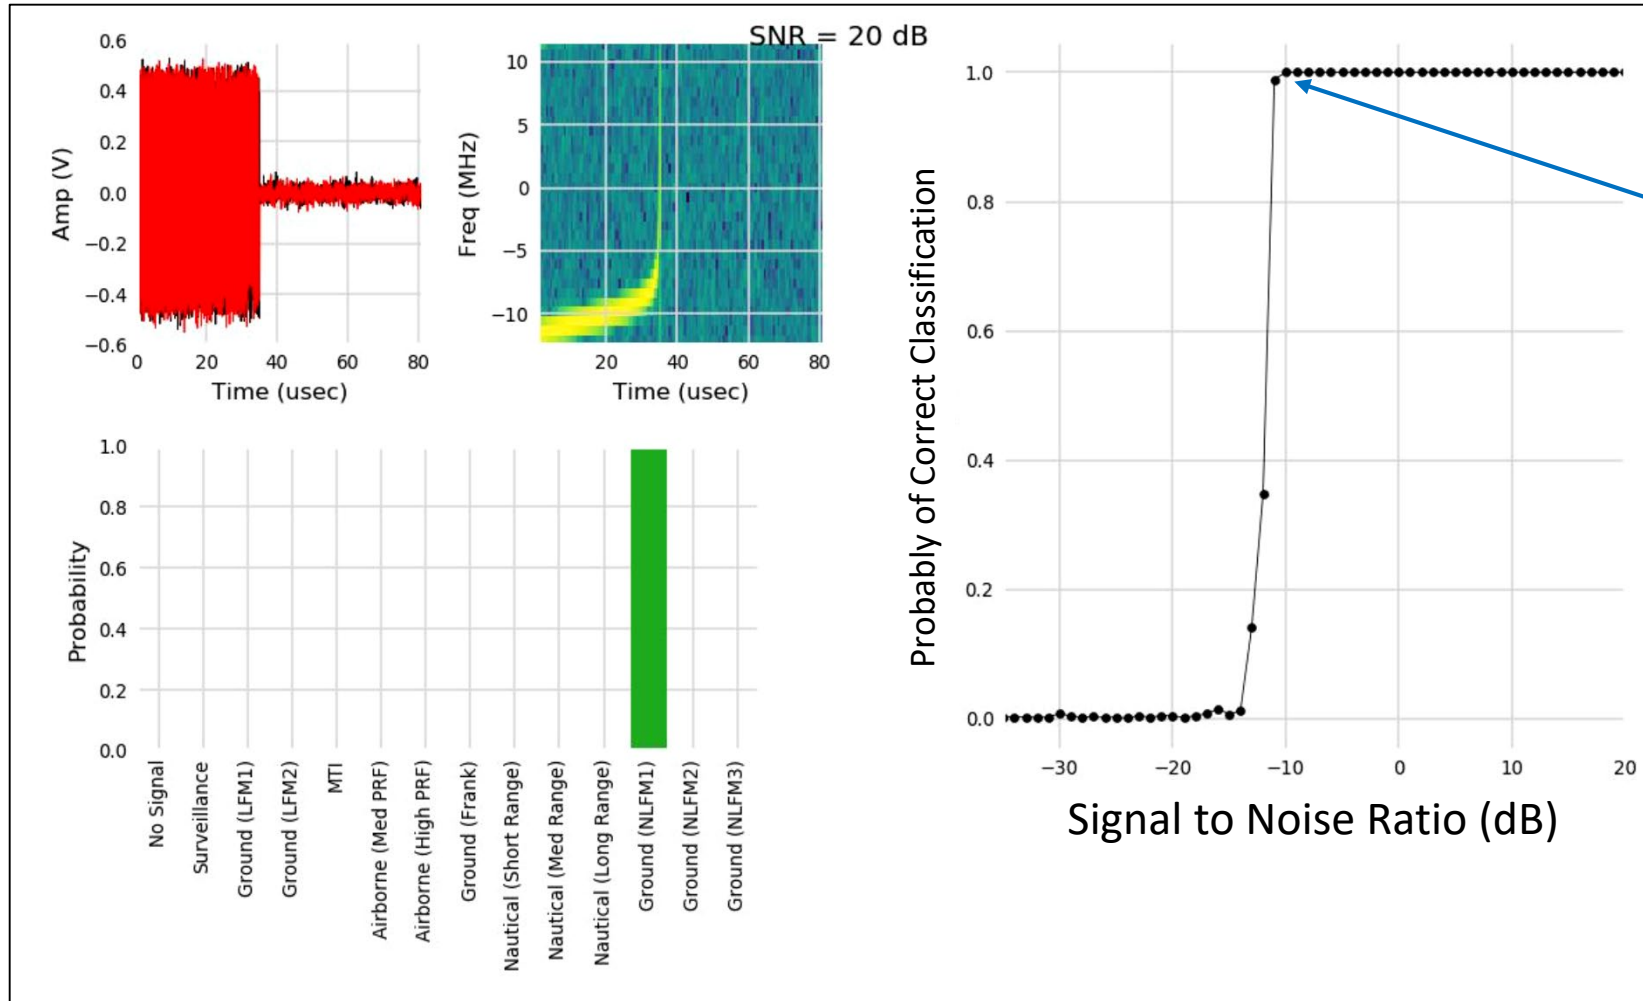 SNR = 20 dB
0.6
0.4
0.2
0.0
−0.2
−0.4
−0.6
Amp (V)
0
20
40
60
80
Time (usec)
10
5
0
−5
−10
Freq (MHz)
20
40
60
80
Time (usec)
1.0
0.8
0.6
0.4
0.2
0.0
Probability
No Signal
Surveillance
Ground (LFM1)
Ground (LFM2)
MTI
Airborne (Med PRF)
Airborne (High PRF)
Ground (Frank)
Nautical (Short Range)
Nautical (Med Range)
Nautical (Long Range)
Ground (NLFM1)
Ground (NLFM2)
Ground (NLFM3)
1.0
0.8
0.6
0.4
0.2
0.0
Probably of Correct Classification
−30
−20
−10
0
10
20
Signal to Noise Ratio (dB)